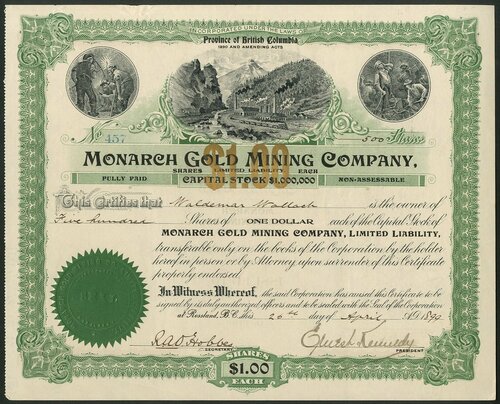 INCORPORATED UNDER THE LAWS
Province of British Columbia
1890 AND AMENDING ACTS
No. 457
500 Shares
$1.00
MONARCH GOLD MINING COMPANY,
SHARES LIMITED LIABILITY EACH
FULLY PAID CAPITAL STOCK $1,000,000 NON-ASSESSABLE
This Certifies that Waldemar Wallach is the owner of
Five hundred Shares of ONE DOLLAR each of the Capital Stock of
MONARCH GOLD MINING COMPANY, LIMITED LIABILITY,
transferable only on the books of the Corporation by the holder
hereof in person or by Attorney upon surrender of this Certificate
properly endorsed.
In Witness Whereof, the said Corporation has caused this Certificate to be
signed by its duly authorized officers and to be sealed with the Seal of the Corporation
at Rossland, B.C. this 20th day of April
R.A.O. Hobbes
SECRETARY
Ernest Kennedy
PRESIDENT
SHARES
$1.00
EACH